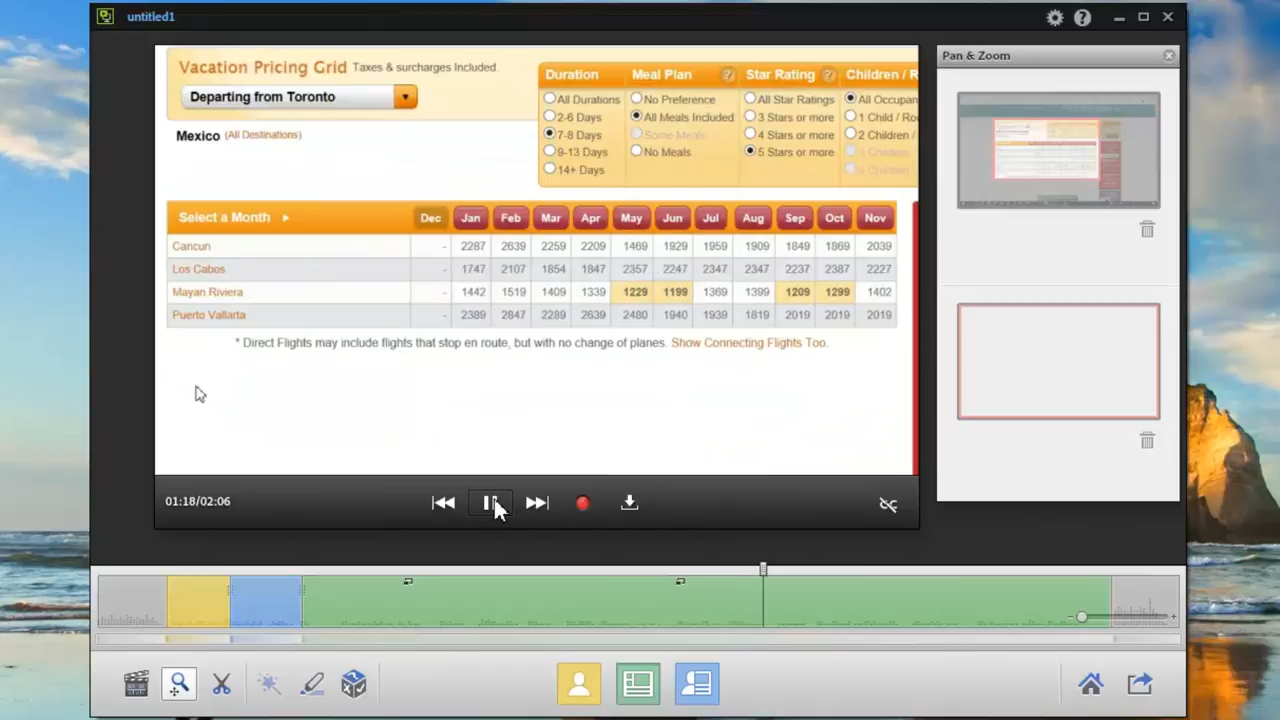 untitled1
Pan & Zoom
Vacation Pricing Grid Taxes & surcharges Included.
Departing from Toronto
Mexico (All Destinations)
Duration Meal Plan ? Star Rating ? Children / R
All Durations No Preference All Star Ratings All Occupan
2-6 Days All Meals Included 3 Stars or more 1 Child / Ro
7-8 Days Some Meals 4 Stars or more 2 Children /
9-13 Days No Meals 5 Stars or more 3 Children
14+ Days 4 Children
Select a Month Dec Jan Feb Mar Apr May Jun Jul Aug Sep Oct Nov
Cancun - 2287 2639 2259 2209 1469 1929 1959 1909 1849 1869 2039
Los Cabos - 1747 2107 1854 1847 2357 2247 2347 2347 2237 2387 2227
Mayan Riviera - 1442 1519 1409 1339 1229 1199 1369 1399 1209 1299 1402
Puerto Vallarta - 2389 2847 2289 2639 2480 1940 1939 1819 2019 2019 2019
* Direct Flights may include flights that stop en route, but with no change of planes. Show Connecting Flights Too.
01:18/02:06